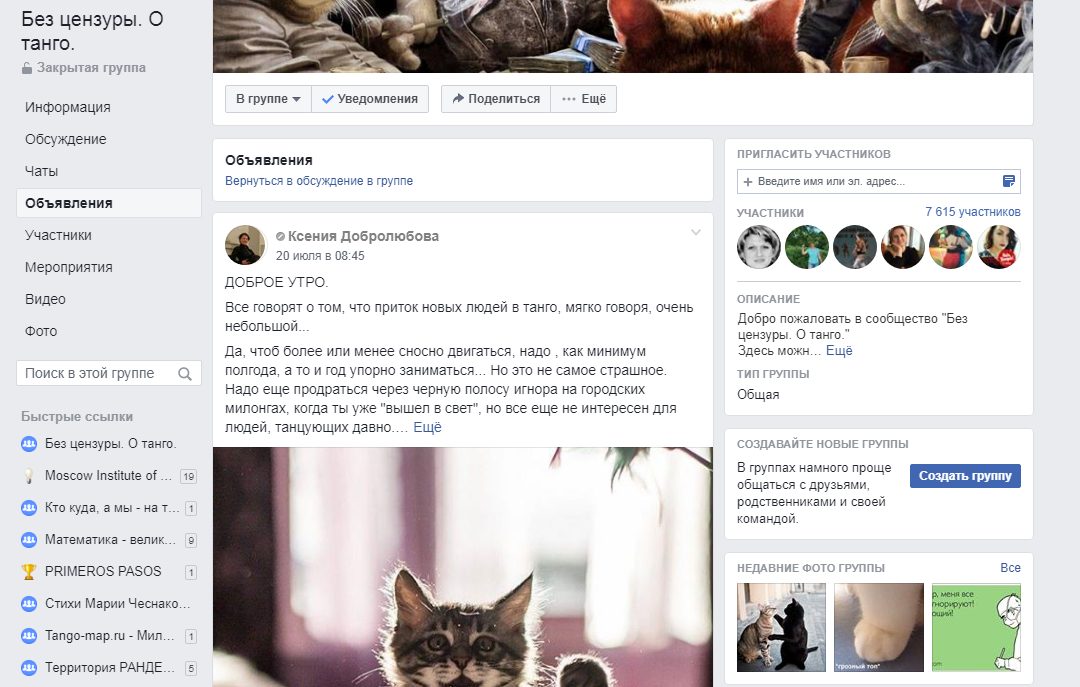 Без цензуры. О
танго.
Закрытая группа
Информация
Обсуждение
Чаты
Объявления
Участники
Мероприятия
Видео
Фото
Поиск в этой группе
Быстрые ссылки
Без цензуры. О танго.
Moscow Institute of ... 19
Кто куда, а мы - на т... 1
Математика - велик... 9
PRIMEROS PASOS 1
Стихи Марии Чеснако...
Tango-map.ru - Мил... 1
Территория РАНДЕ... 5
В группе
Уведомления
Поделиться
Ещё
Объявления
Вернуться в обсуждение в группе
Ксения Добролюбова
20 июля в 08:45
ДОБРОЕ УТРО.
Все говорят о том, что приток новых людей в танго, мягко говоря, очень
небольшой...
Да, чтоб более или менее сносно двигаться, надо , как минимум
полгода, а то и год упорно заниматься... Но это не самое страшное.
Надо еще продраться через черную полосу игнора на городских
милонгах, когда ты уже "вышел в свет", но все еще не интересен для
людей, танцующих давно.… Ещё
ПРИГЛАСИТЬ УЧАСТНИКОВ
+ Введите имя или эл. адрес...
УЧАСТНИКИ 7 615 участников
ОПИСАНИЕ
Добро пожаловать в сообщество "Без
цензуры. О танго."
Здесь можн... Ещё
ТИП ГРУППЫ
Общая
СОЗДАВАЙТЕ НОВЫЕ ГРУППЫ
В группах намного проще
общаться с друзьями,
родственниками и своей
командой.
Создать группу
НЕДАВНИЕ ФОТО ГРУППЫ Все
"грозный топ"
р, меня все
гнорируют!
ющий!
com